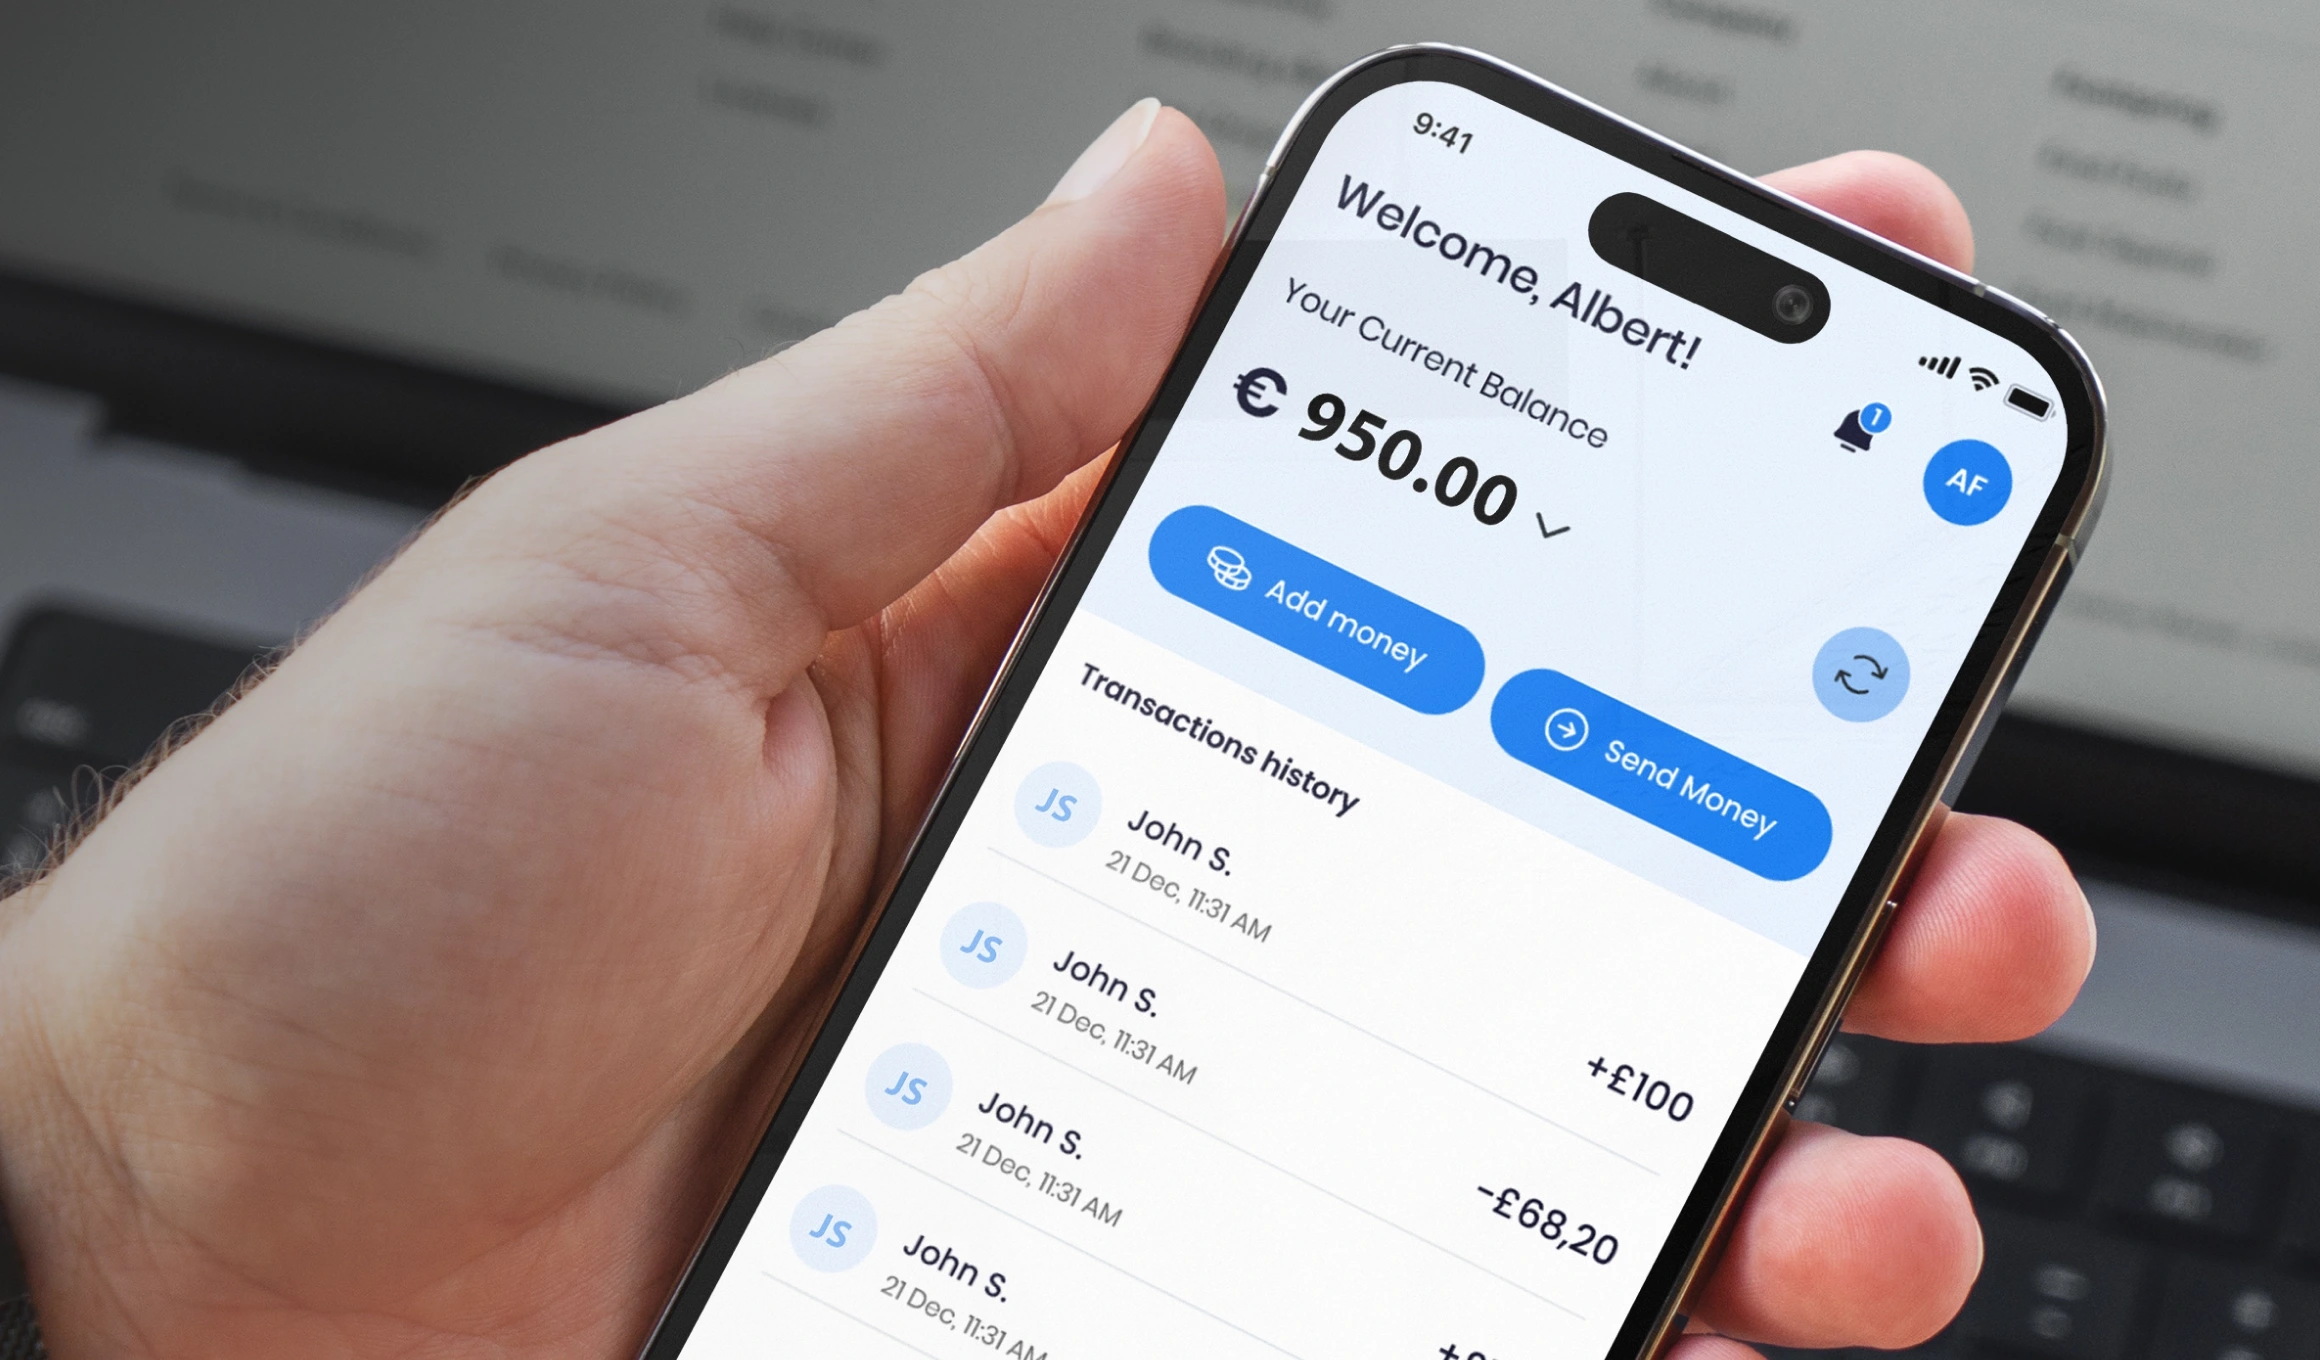 9:41
Welcome, Albert!
1
AF
Your Current Balance
€ 950.00
Add money
Send Money
Transactions history
JS
John S.
21 Dec, 11:31 AM
+£100
JS
John S.
21 Dec, 11:31 AM
-£68,20
JS
John S.
21 Dec, 11:31 AM
JS
John S.
21 Dec, 11:31 AM